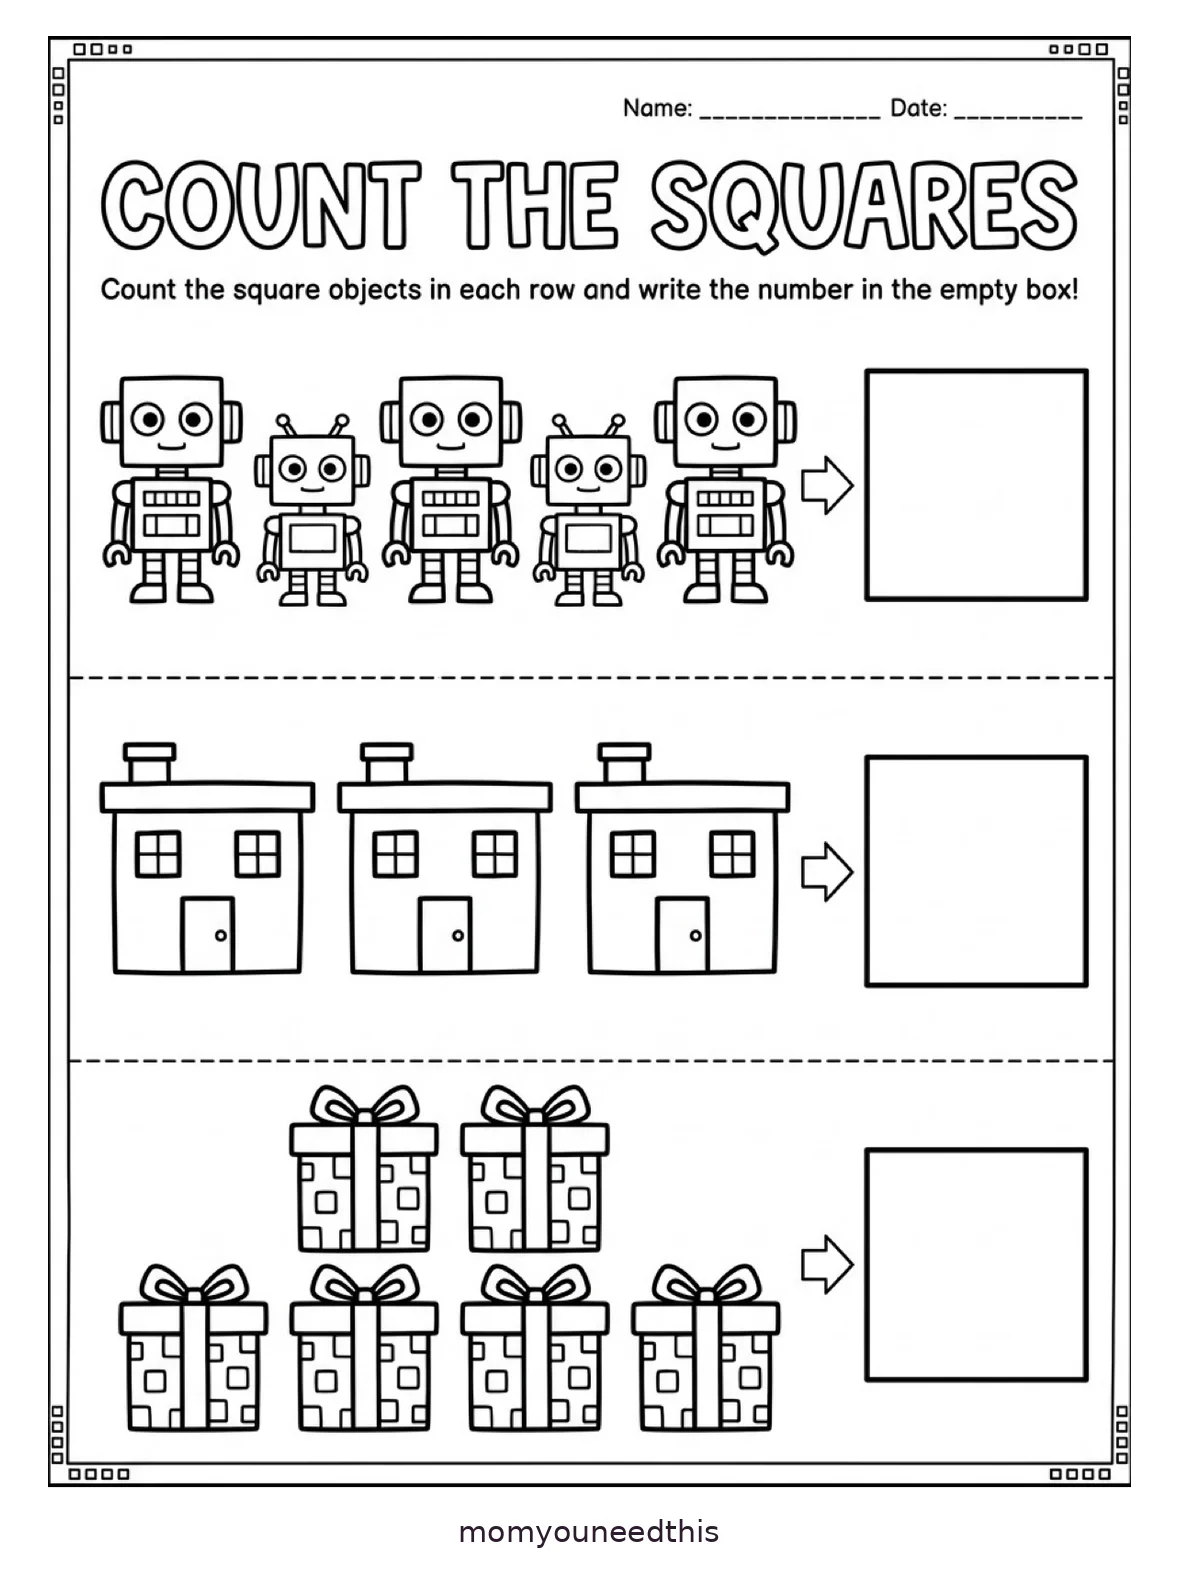 Name: ______________ Date: __________
COUNT THE SQUARES
Count the square objects in each row and write the number in the empty box!
momyouneedthis